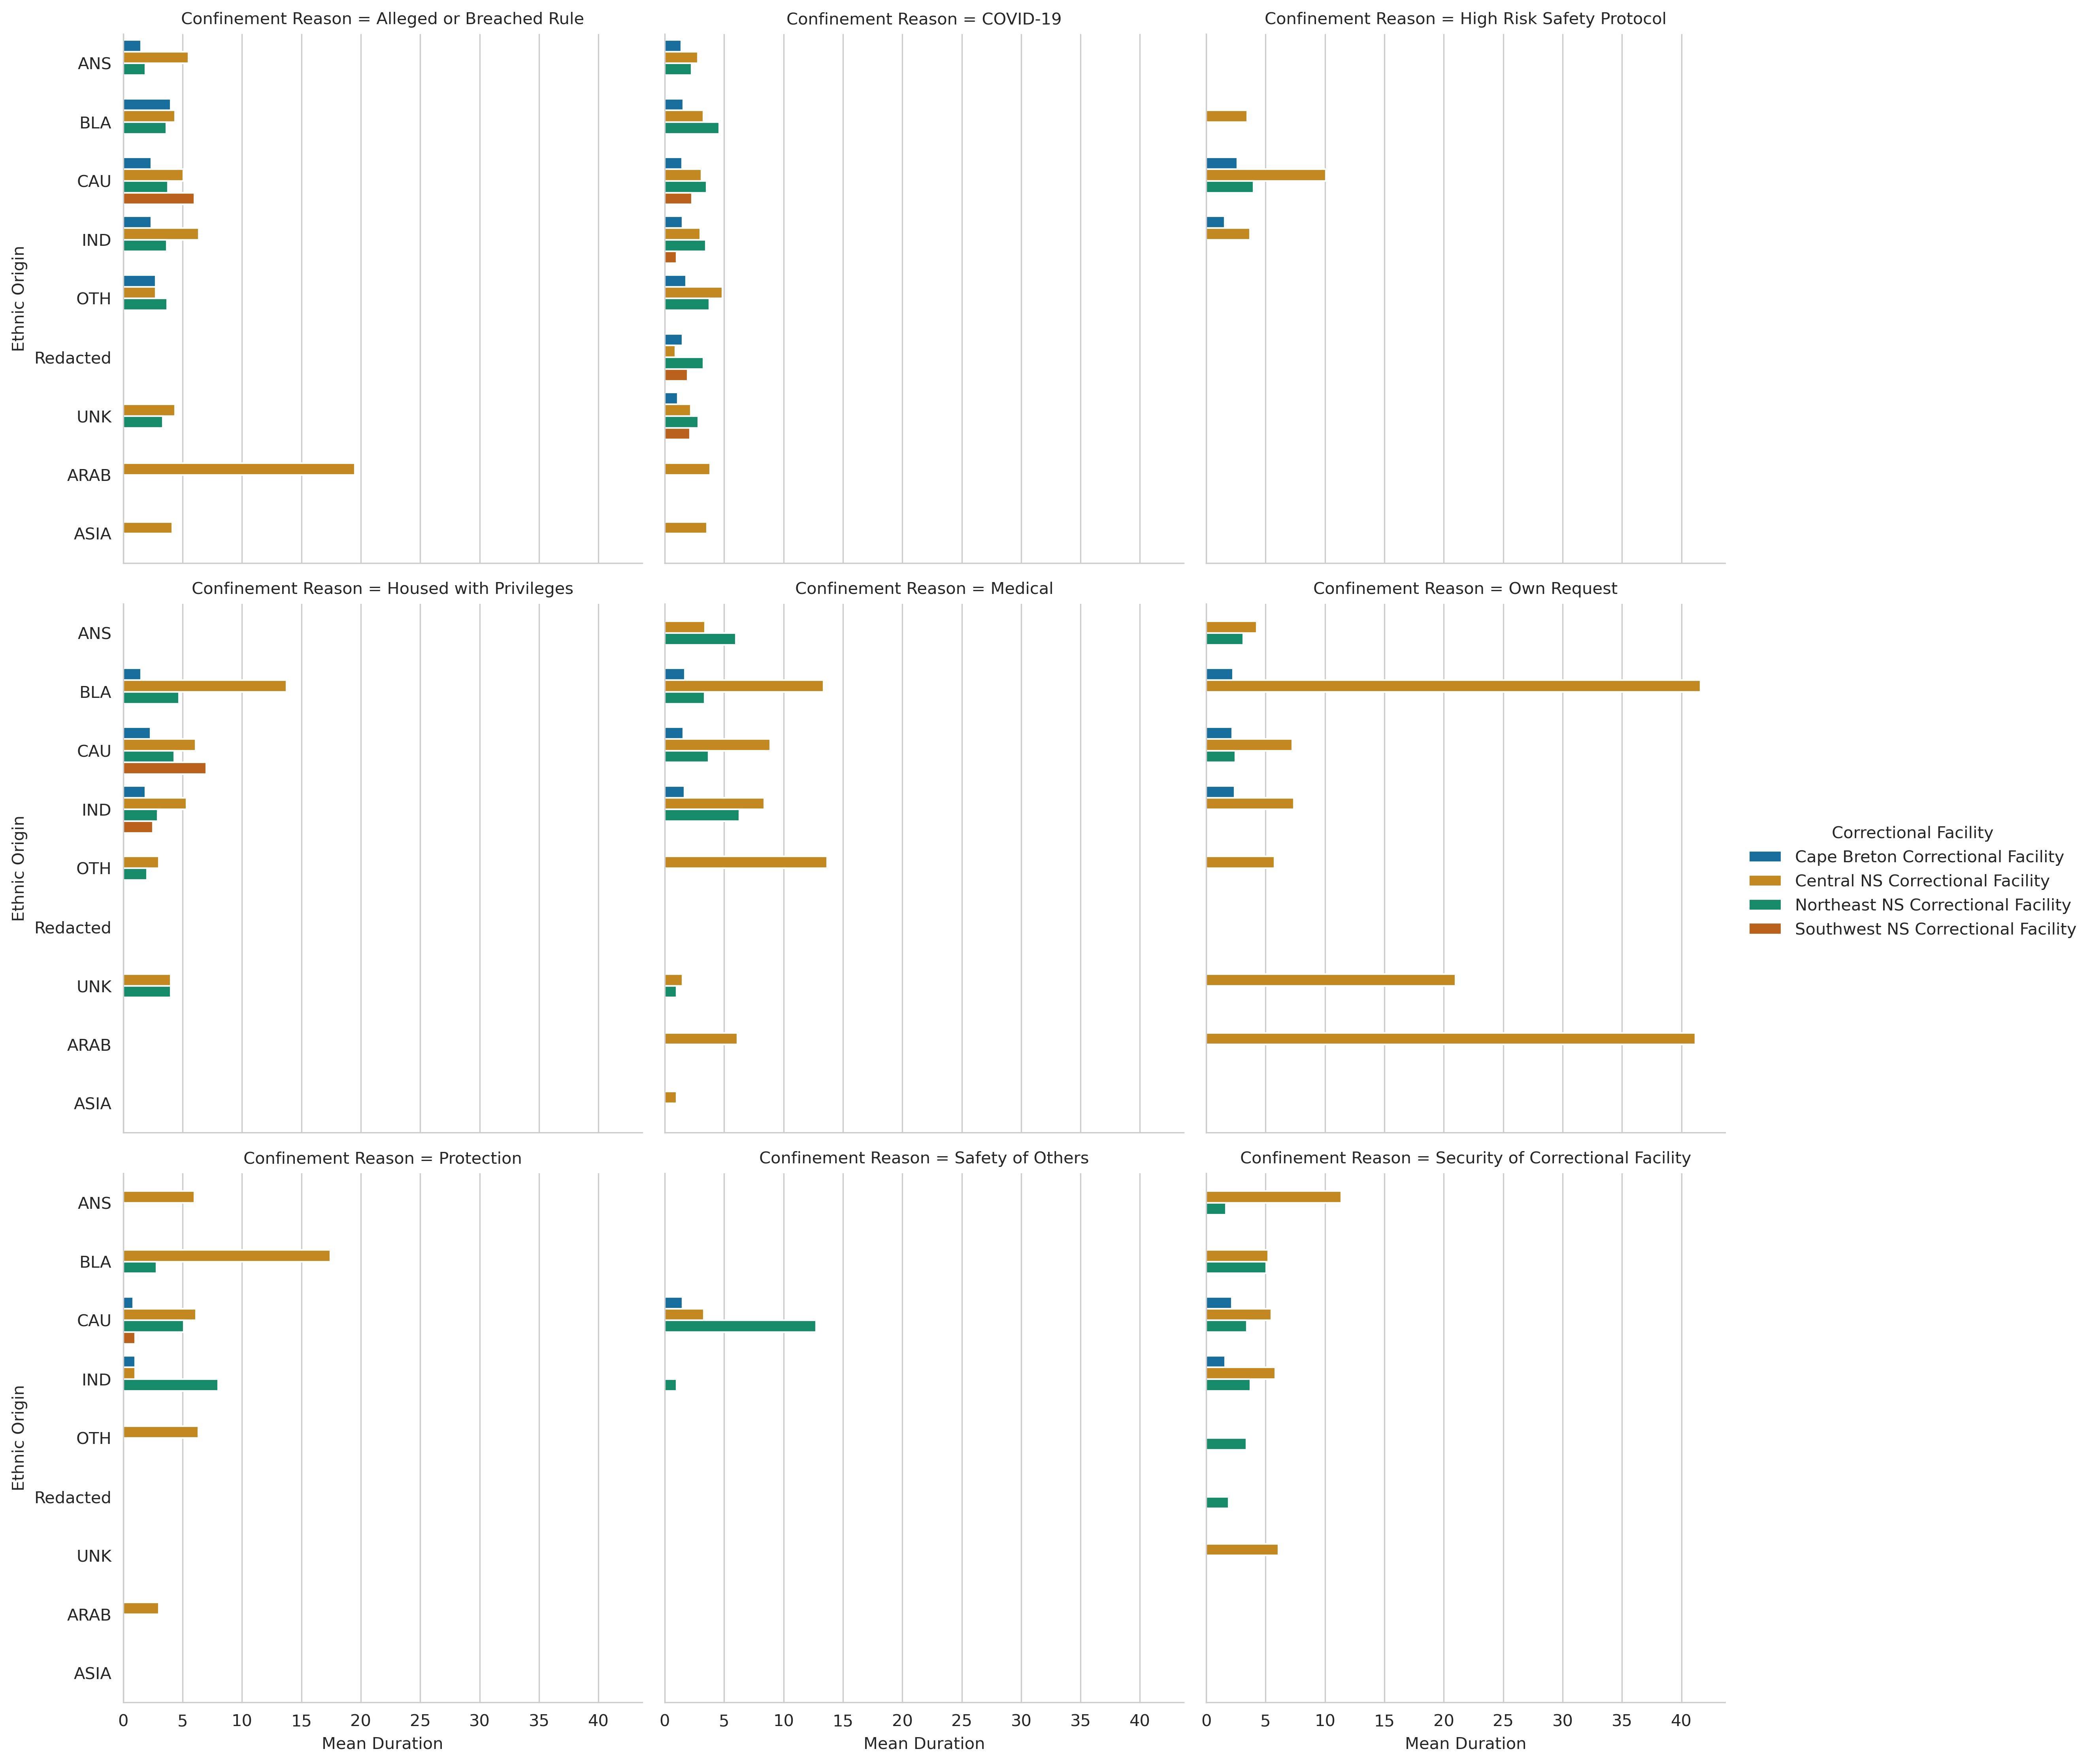 Confinement Reason = Alleged or Breached Rule
Confinement Reason = COVID-19
Confinement Reason = High Risk Safety Protocol
Ethnic Origin
ANS
BLA
CAU
IND
OTH
Redacted
UNK
ARAB
ASIA
Confinement Reason = Housed with Privileges
Confinement Reason = Medical
Confinement Reason = Own Request
Ethnic Origin
ANS
BLA
CAU
IND
OTH
Redacted
UNK
ARAB
ASIA
Correctional Facility
Cape Breton Correctional Facility
Central NS Correctional Facility
Northeast NS Correctional Facility
Southwest NS Correctional Facility
Confinement Reason = Protection
Confinement Reason = Safety of Others
Confinement Reason = Security of Correctional Facility
Ethnic Origin
ANS
BLA
CAU
IND
OTH
Redacted
UNK
ARAB
ASIA
0 5 10 15 20 25 30 35 40
0 5 10 15 20 25 30 35 40
0 5 10 15 20 25 30 35 40
Mean Duration
Mean Duration
Mean Duration